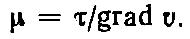 μ = τ/grad υ.